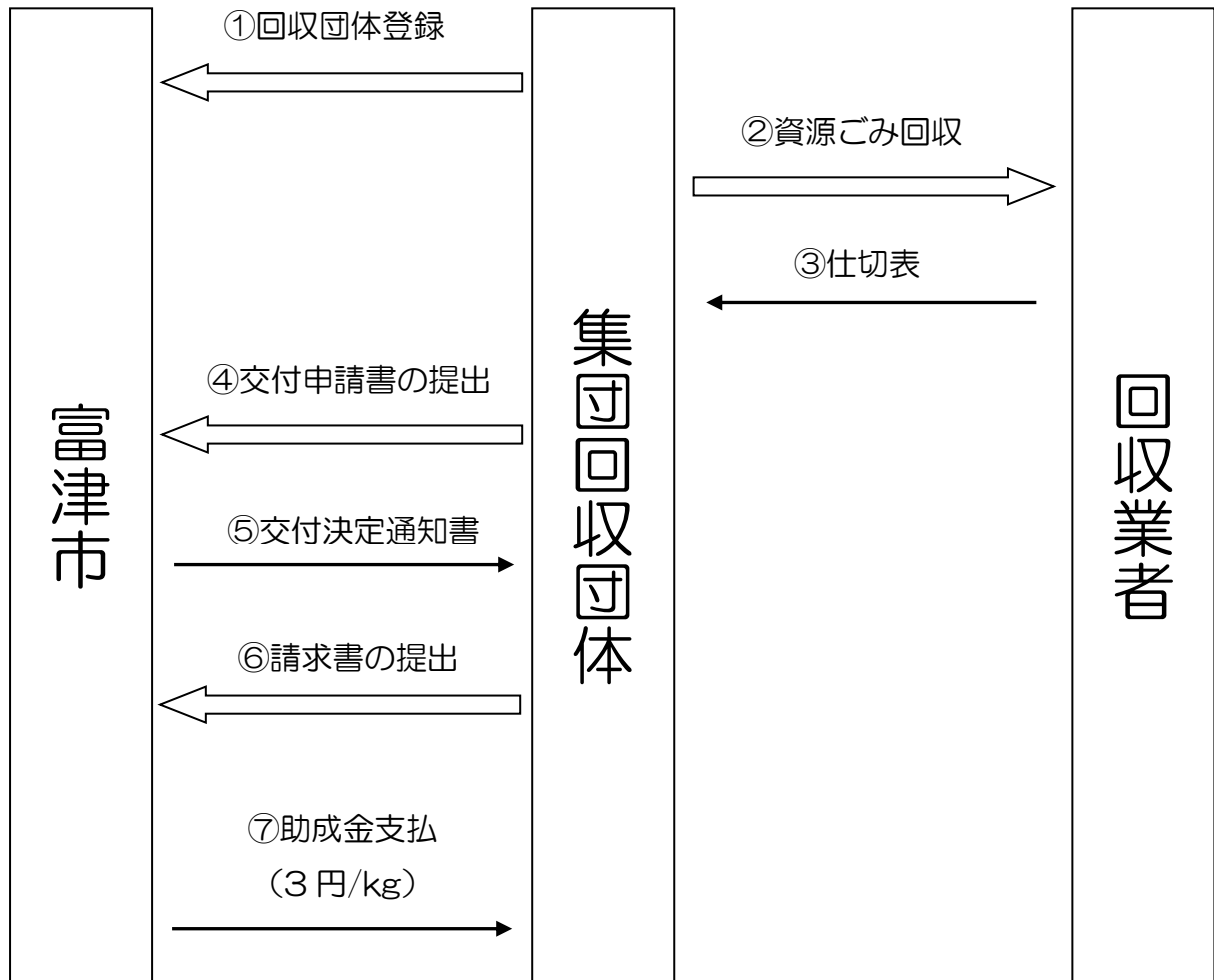 ①回収団体登録
②資源ごみ回収
③仕切表
④交付申請書の提出
⑤交付決定通知書
⑥請求書の提出
⑦助成金支払
（3円/kg）
富津市
集団回収団体
回収業者